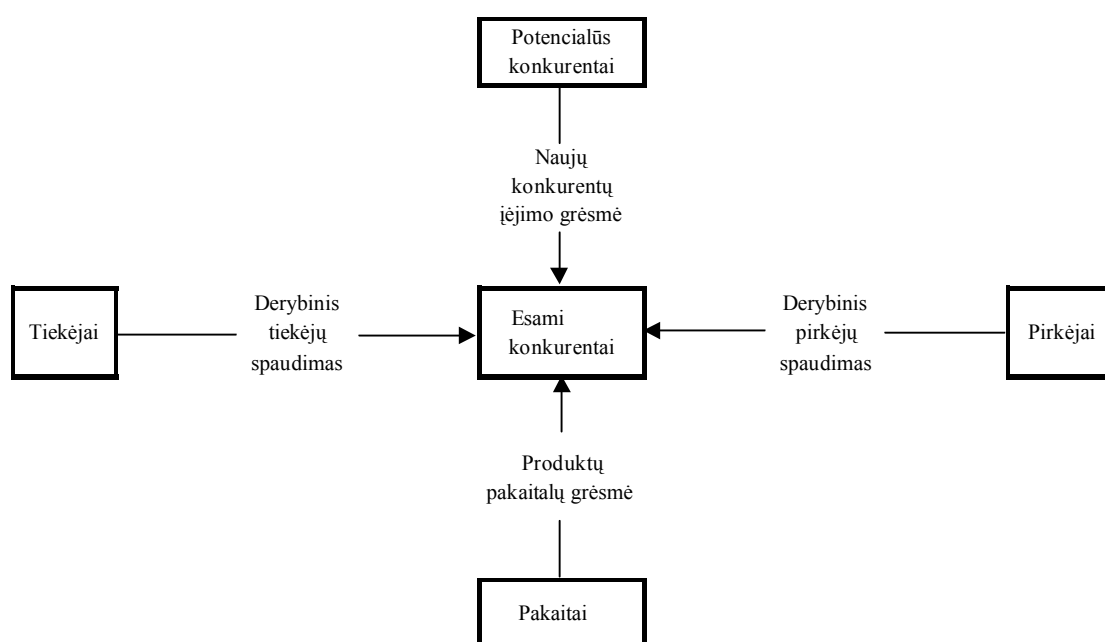 Potencialūs
konkurentai
Naujų
konkurentų
įėjimo grėsmė
Tiekėjai
Derybinis
tiekėjų
spaudimas
Esami
konkurentai
Derybinis
pirkėjų
spaudimas
Pirkėjai
Produktų
pakaitalų grėsmė
Pakaitai